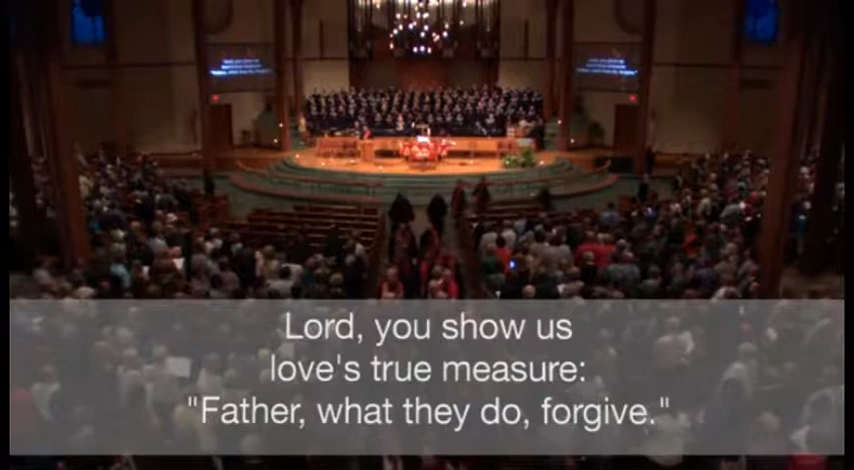 Lord, you show us
love's true measure:
"Father, what they do, forgive."